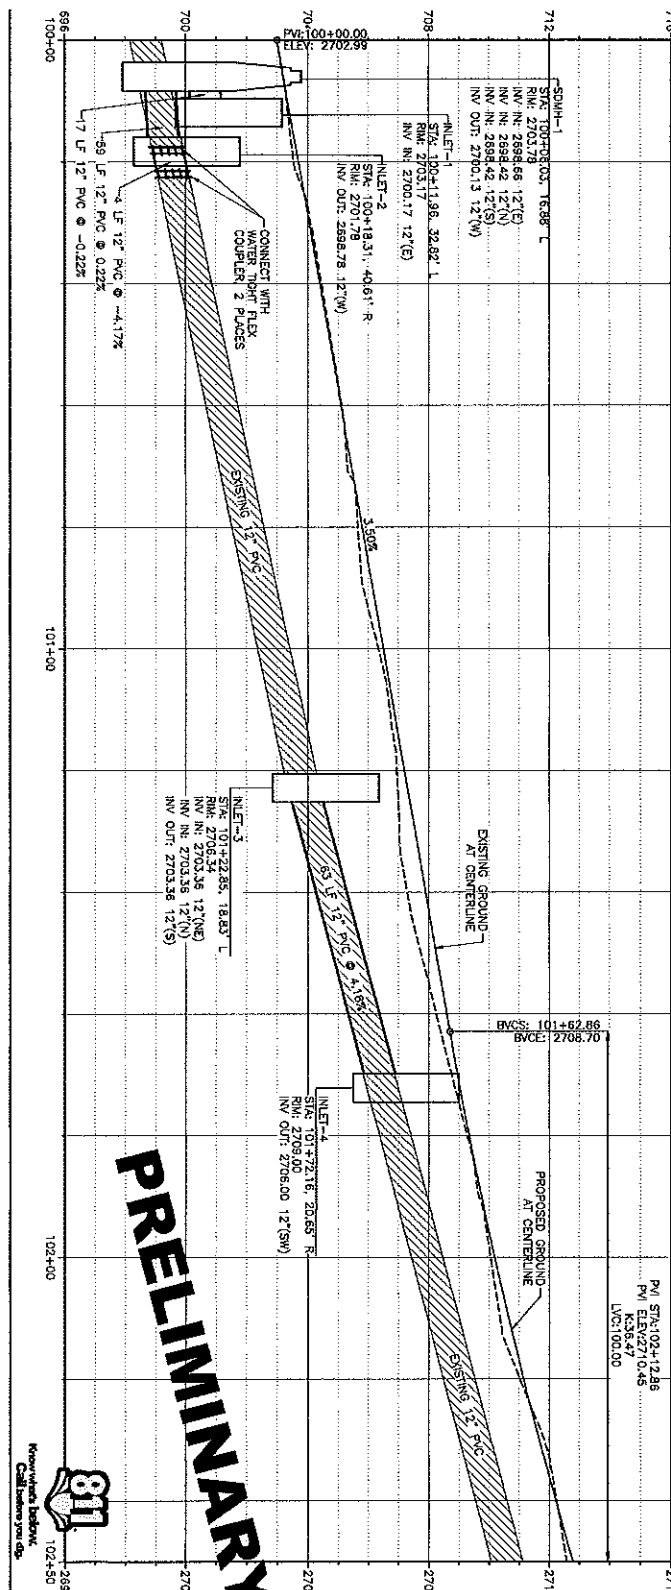 PVI:100+00.00
ELEV: 2702.99
SDMH-1
STA: 100+06.03, 16.88' L
RIM: 2703.78
INV IN: 2698.66 12"(E)
INV IN: 2698.42 12"(N)
INV IN: 2698.42 12"(S)
INV OUT: 2700.13 12"(W)
INLET-1
STA: 100+11.96, 32.82' L
RIM: 2703.17
INV IN: 2700.17 12"(E)
INLET-2
STA: 100+18.31, 40.61' R
RIM: 2701.78
INV OUT: 2698.78 12"(W)
CONNECT WITH
WATER TIGHT FLEX
COUPLER, 2 PLACES
4 LF 12" PVC @ -4.17%
59 LF 12" PVC @ 0.22%
17 LF 12" PVC @ -0.22%
EXISTING 12" PVC
3.50%
INLET-3
STA: 101+22.85, 18.83' L
RIM: 2706.34
INV IN: 2703.36 12"(NE)
INV IN: 2703.36 12"(N)
INV OUT: 2703.36 12"(S)
63 LF 12" PVC @ 4.16%
EXISTING GROUND
AT CENTERLINE
BVCS: 101+62.86
BVCE: 2708.70
INLET-4
STA: 101+72.16, 20.65' R
RIM: 2709.00
INV OUT: 2706.00 12"(SW)
PROPOSED GROUND
AT CENTERLINE
PVI STA:102+12.86
PVI ELEV:2710.45
K:36.47
LVC:100.00
EXISTING 12" PVC
PRELIMINARY
100+00
101+00
102+00
102+50
811
Know what's below.
Call before you dig.